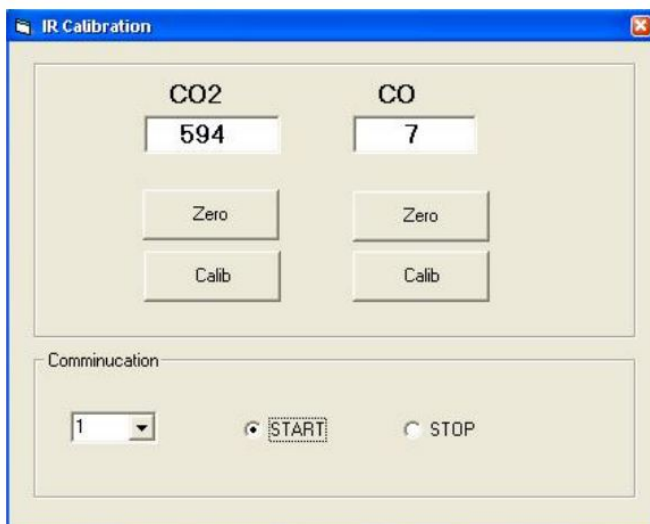 IR Calibration
CO2 CO
594 7
Zero Zero
Calib Calib
Comminucation
1 START STOP